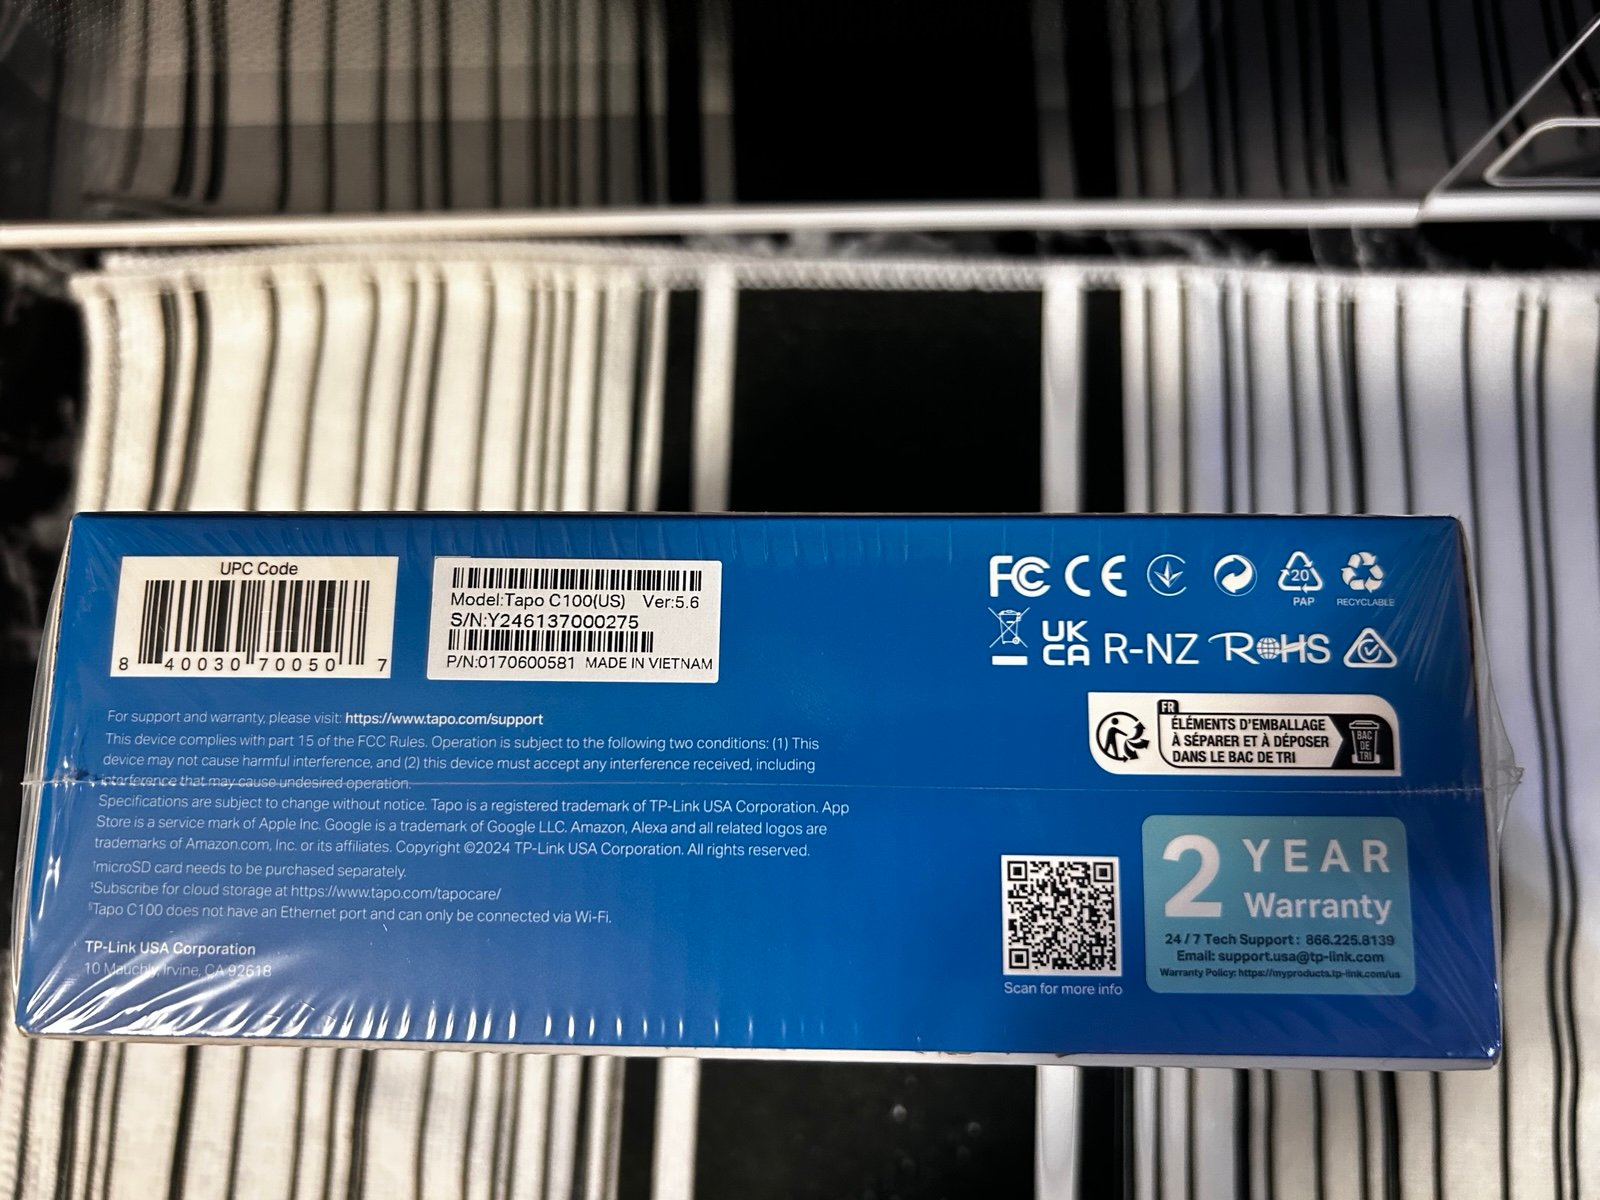 UPC Code
8 40030 70050 7
Model:Tapo C100(US) Ver:5.6
S/N:Y246137000275
P/N:0170600581 MADE IN VIETNAM
FC CE
20
PAP
RECYCLABLE
UK
CA R-NZ RoHS
For support and warranty, please visit: https://www.tapo.com/support
This device complies with part 15 of the FCC Rules. Operation is subject to the following two conditions: (1) This
device may not cause harmful interference, and (2) this device must accept any interference received, including
interference that may cause undesired operation.
Specifications are subject to change without notice. Tapo is a registered trademark of TP-Link USA Corporation. App
Store is a service mark of Apple Inc. Google is a trademark of Google LLC. Amazon, Alexa and all related logos are
trademarks of Amazon.com, Inc. or its affiliates. Copyright ©2024 TP-Link USA Corporation. All rights reserved.
†microSD card needs to be purchased separately.
‡Subscribe for cloud storage at https://www.tapo.com/tapocare/
§Tapo C100 does not have an Ethernet port and can only be connected via Wi-Fi.
TP-Link USA Corporation
10 Mauchly, Irvine, CA 92618
FR
ÉLÉMENTS D'EMBALLAGE
À SÉPARER ET À DÉPOSER
DANS LE BAC DE TRI
BAC
DE
TRI
Scan for more info
2 YEAR
Warranty
24 / 7 Tech Support : 866.225.8139
Email: support.usa@tp-link.com
Warranty Policy: https://myproducts.tp-link.com/us